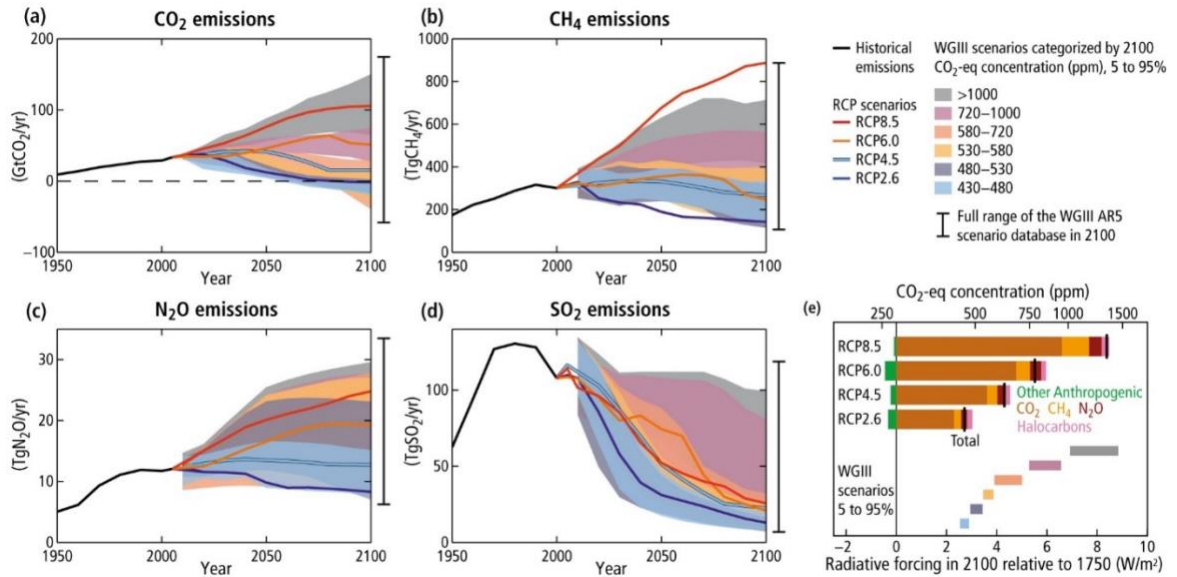 (a) CO₂ emissions
(GtCO₂/yr)
200
100
0
−100
1950 2000 2050 2100
Year
(b) CH₄ emissions
(TgCH₄/yr)
1000
800
600
400
200
0
1950 2000 2050 2100
Year
Historical emissions
RCP scenarios
RCP8.5
RCP6.0
RCP4.5
RCP2.6
WGIII scenarios categorized by 2100
CO₂-eq concentration (ppm), 5 to 95%
>1000
720−1000
580−720
530−580
480−530
430−480
Full range of the WGIII AR5
scenario database in 2100
(c) N₂O emissions
(TgN₂O/yr)
30
20
10
0
1950 2000 2050 2100
Year
(d) SO₂ emissions
(TgSO₂/yr)
100
50
0
1950 2000 2050 2100
Year
(e) CO₂-eq concentration (ppm)
250 500 750 1000 1500
RCP8.5
RCP6.0
RCP4.5
RCP2.6
Other Anthropogenic
CO₂ CH₄ N₂O
Halocarbons
Total
WGIII
scenarios
5 to 95%
−2 0 2 4 6 8 10
Radiative forcing in 2100 relative to 1750 (W/m²)